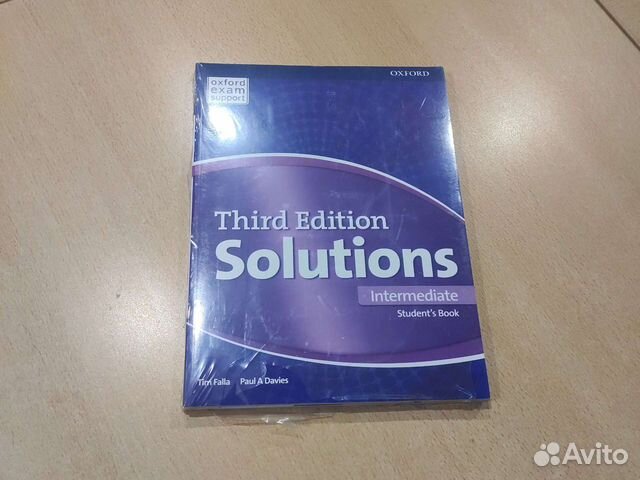 oxford
exam
support
OXFORD
Third Edition
Solutions
Intermediate
Student's Book
Tim Falla Paul A Davies
Avito